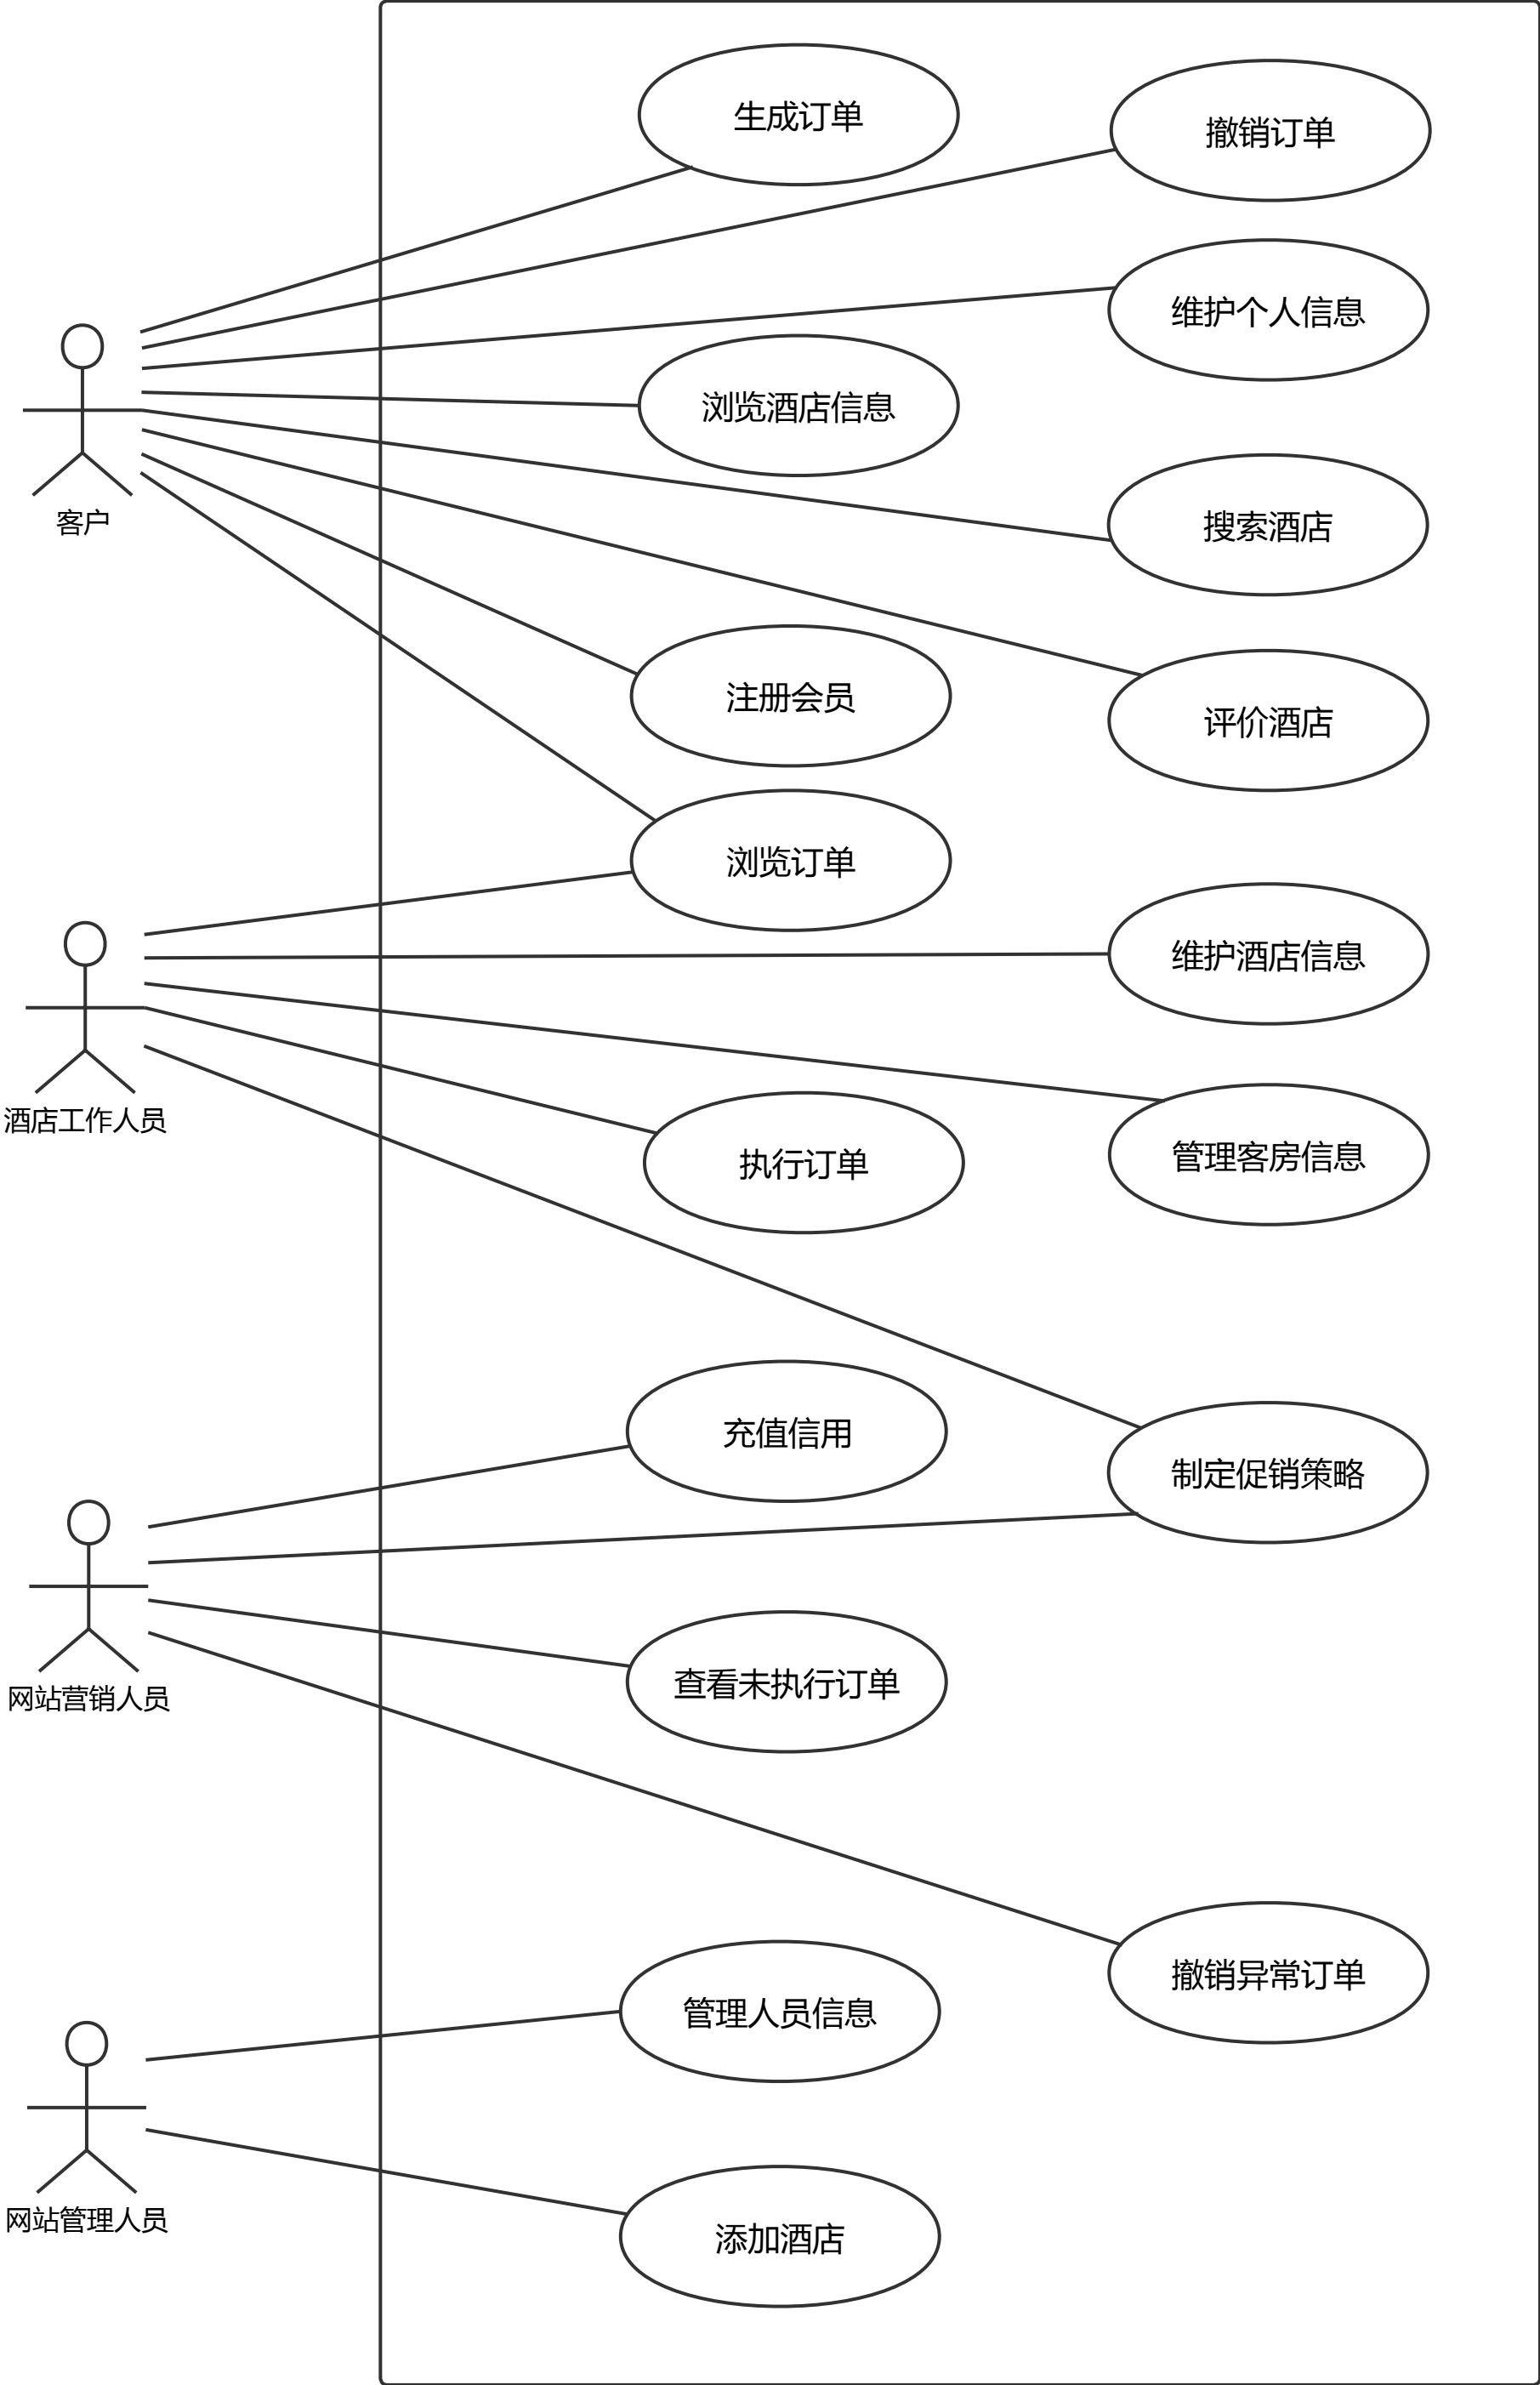 生成订单
撤销订单
维护个人信息
浏览酒店信息
客户
搜索酒店
注册会员
评价酒店
浏览订单
维护酒店信息
酒店工作人员
执行订单
管理客房信息
充值信用
制定促销策略
网站营销人员
查看未执行订单
撤销异常订单
管理人员信息
网站管理人员
添加酒店